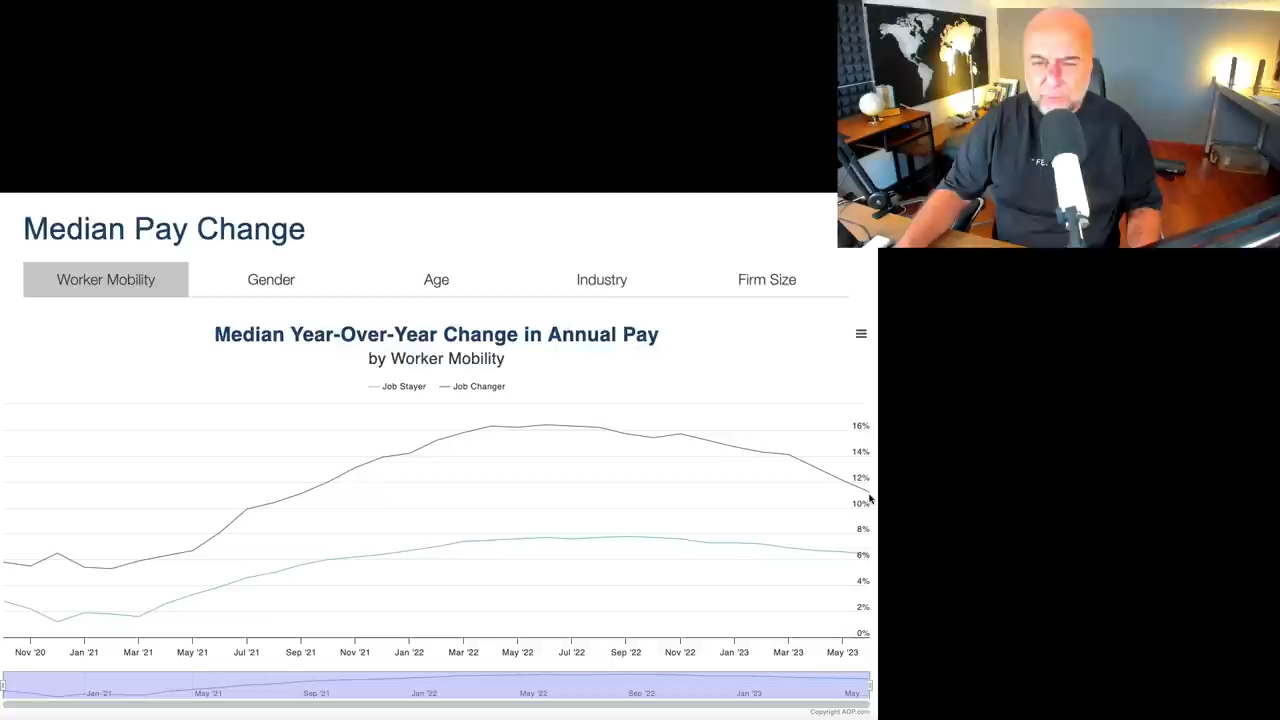 Median Pay Change
Worker Mobility Gender Age Industry Firm Size
Median Year-Over-Year Change in Annual Pay
by Worker Mobility
Job Stayer Job Changer
16%
14%
12%
10%
8%
6%
4%
2%
0%
Nov '20 Jan '21 Mar '21 May '21 Jul '21 Sep '21 Nov '21 Jan '22 Mar '22 May '22 Jul '22 Sep '22 Nov '22 Jan '23 Mar '23 May '23
Jan '21 May '21 Sep '21 Jan '22 May '22 Sep '22 Jan '23 May...
Copyright ADP.com